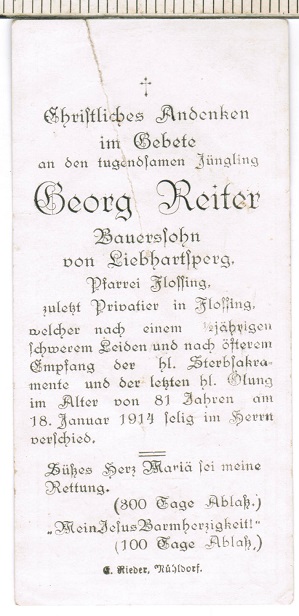 Christliches Andenken
im Gebete
an den tugendsamen Jüngling
Georg Reiter
Bauerssohn
von Liebhartsperg,
Pfarrei Flossing,
zuletzt Privatier in Flossing,
welcher nach einem ½jährigen
schwerem Leiden und nach öfterem
Empfang der hl. Sterbsakra-
mente und der letzten hl. Ölung
im Alter von 81 Jahren am
18. Januar 1914 selig im Herrn
verschied.
Süßes Herz Mariä sei meine
Rettung.
(300 Tage Ablaß.)
„Mein Jesus Barmherzigkeit!“
(100 Tage Ablaß,)
E. Rieder, Mühldorf.